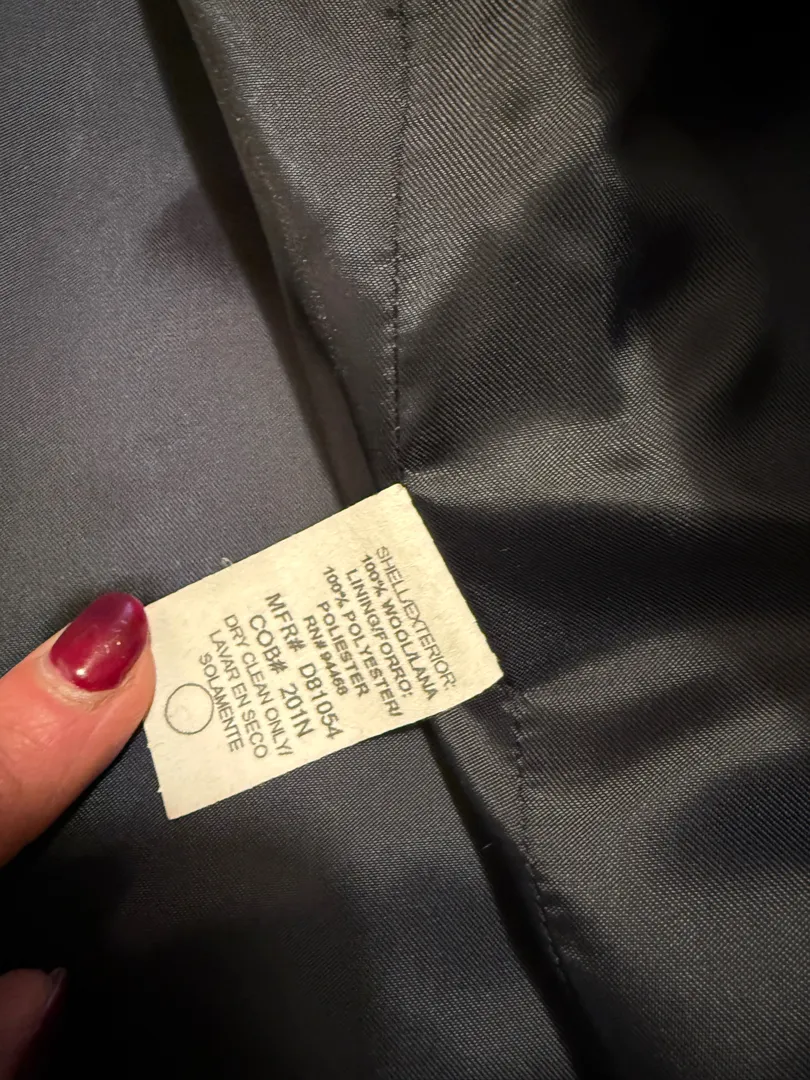 SHELL/EXTERIOR:
100% WOOL/LANA
LINING/FORRO:
100% POLYESTER/
POLIESTER
RN# 94468
MFR# D81054
COB# 201N
DRY CLEAN ONLY/
LAVAR EN SECO
SOLAMENTE